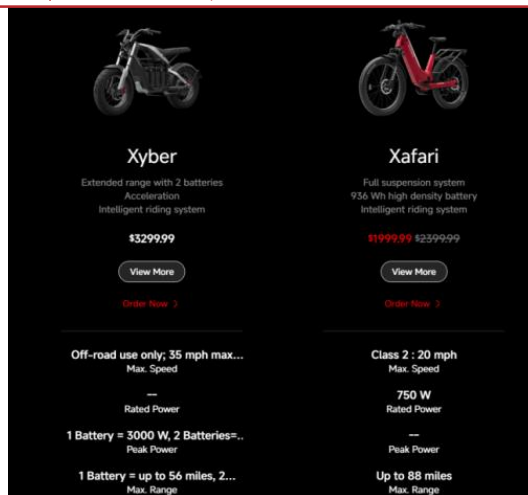 Xyber
Extended range with 2 batteries
Acceleration
Intelligent riding system
$3299.99
View More
Order Now >
Off-road use only; 35 mph max...
Max. Speed
--
Rated Power
1 Battery = 3000 W, 2 Batteries=..
Peak Power
1 Battery = up to 56 miles, 2...
Max. Range
Xafari
Full suspension system
936 Wh high density battery
Intelligent riding system
$1999.99 $2399.99
View More
Order Now >
Class 2 : 20 mph
Max. Speed
750 W
Rated Power
--
Peak Power
Up to 88 miles
Max. Range